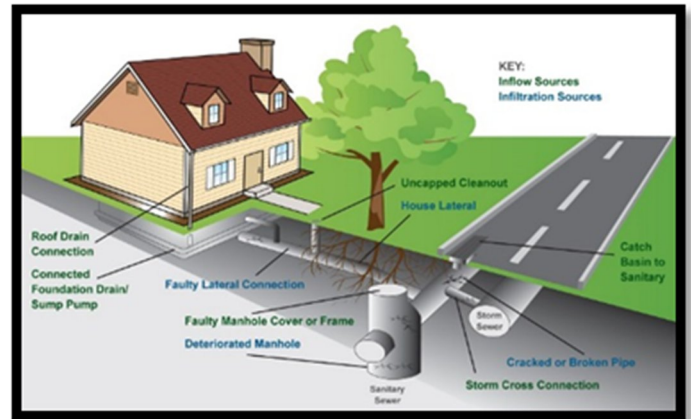 KEY:
Inflow Sources
Infiltration Sources
Uncapped Cleanout
House Lateral
Roof Drain
Connection
Connected
Foundation Drain/
Sump Pump
Faulty Lateral Connection
Catch
Basin to
Sanitary
Faulty Manhole Cover or Frame
Deteriorated Manhole
Storm
Sewer
Cracked or Broken Pipe
Storm Cross Connection
Sanitary
Sewer